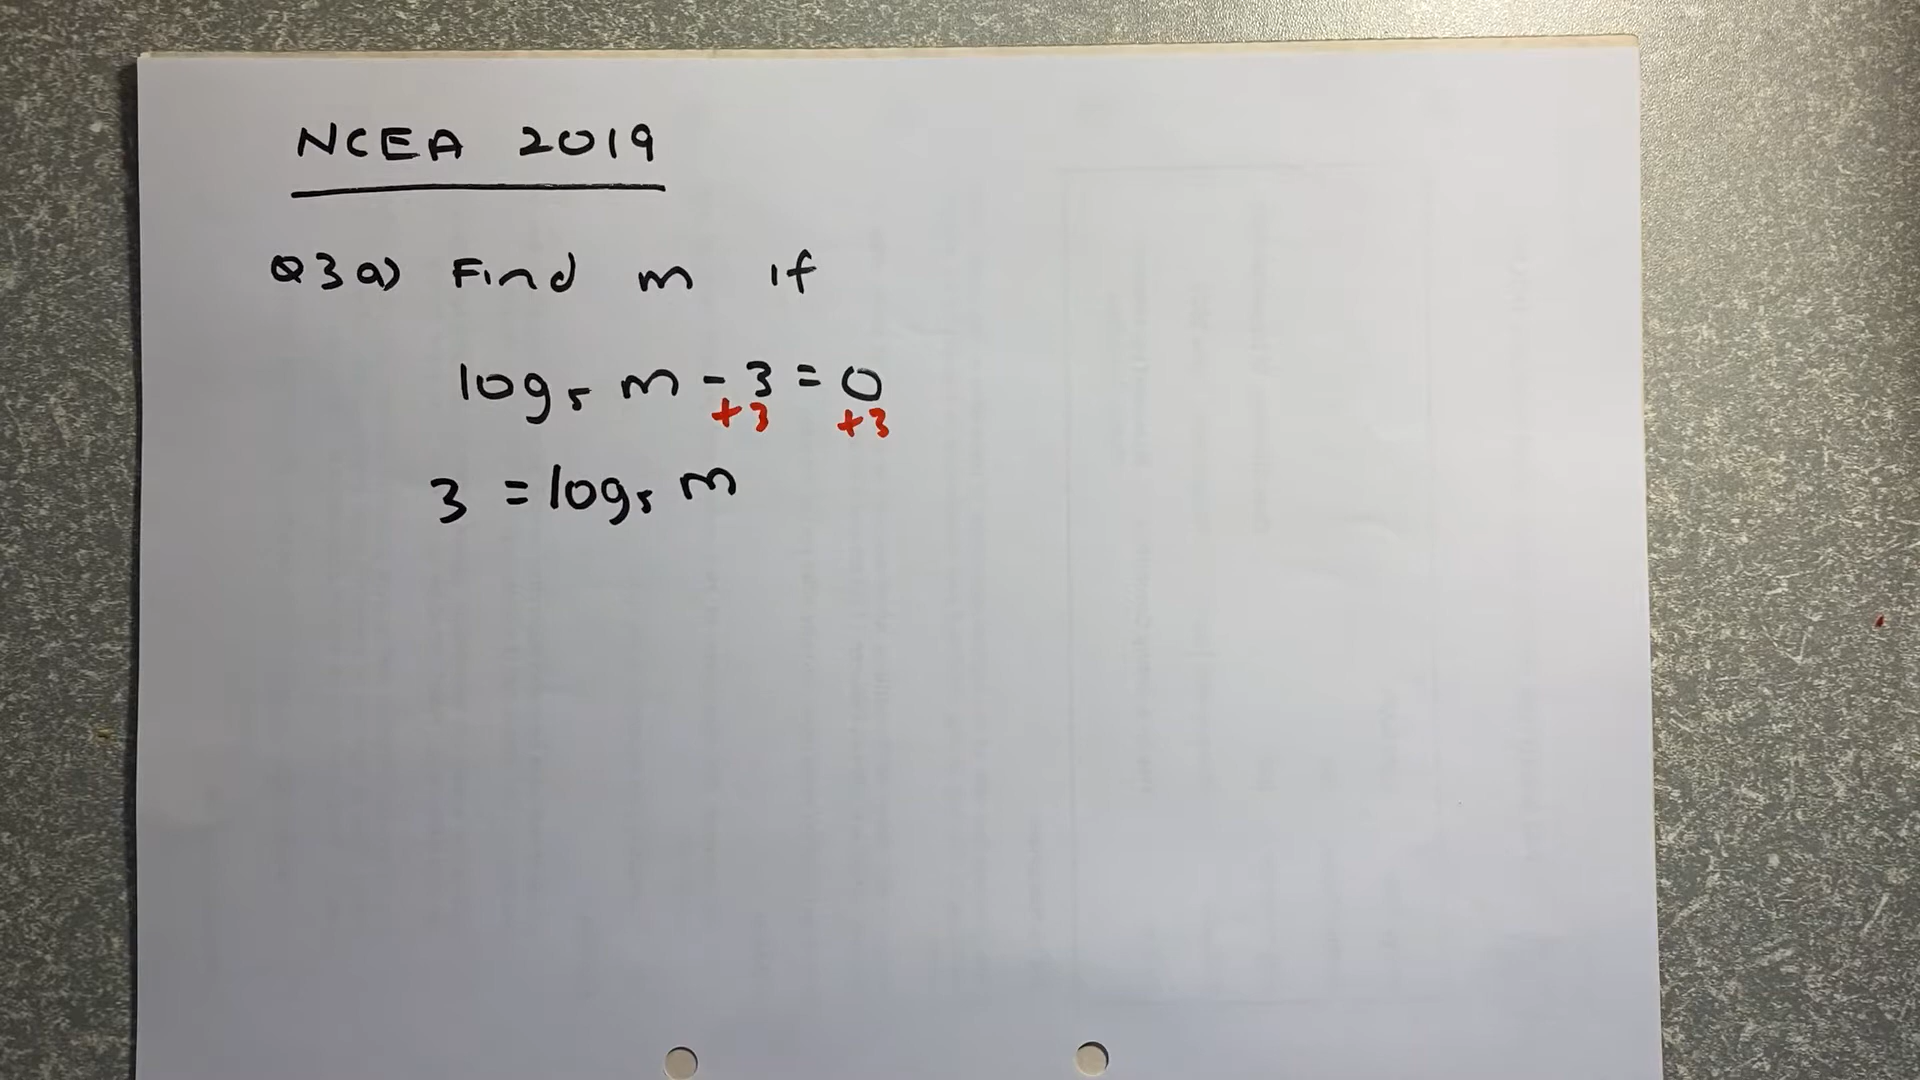 NCEA 2019
Q3a) Find m if
log₅ m - 3 = 0
+3 +3
3 = log₅ m